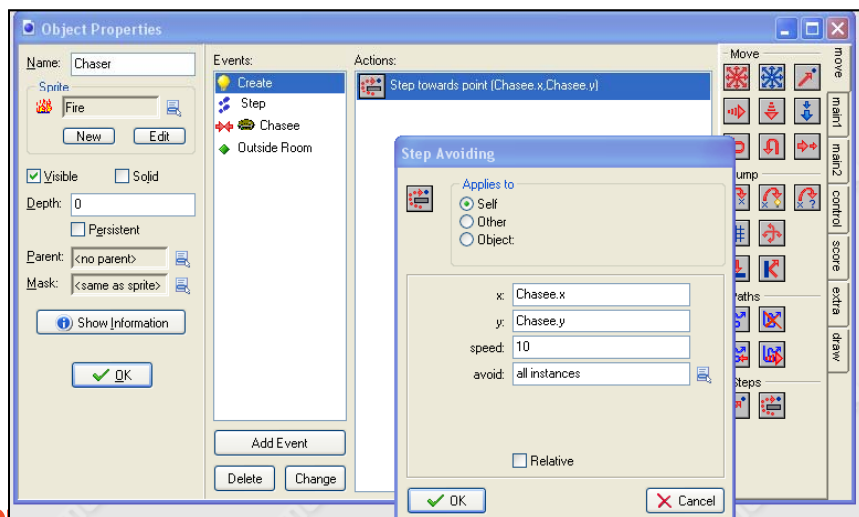 Object Properties
Name: Chaser
Sprite
Fire
New Edit
Visible Solid
Depth: 0
Persistent
Parent: <no parent>
Mask: <same as sprite>
Show Information
OK
Events:
Create
Step
Chasee
Outside Room
Add Event
Delete Change
Actions:
Step towards point (Chasee.x,Chasee.y)
Step Avoiding
Applies to
Self
Other
Object:
x: Chasee.x
y: Chasee.y
speed: 10
avoid: all instances
Relative
OK Cancel
Move
ump
aths
Steps
move
main1
main2
control
score
extra
draw